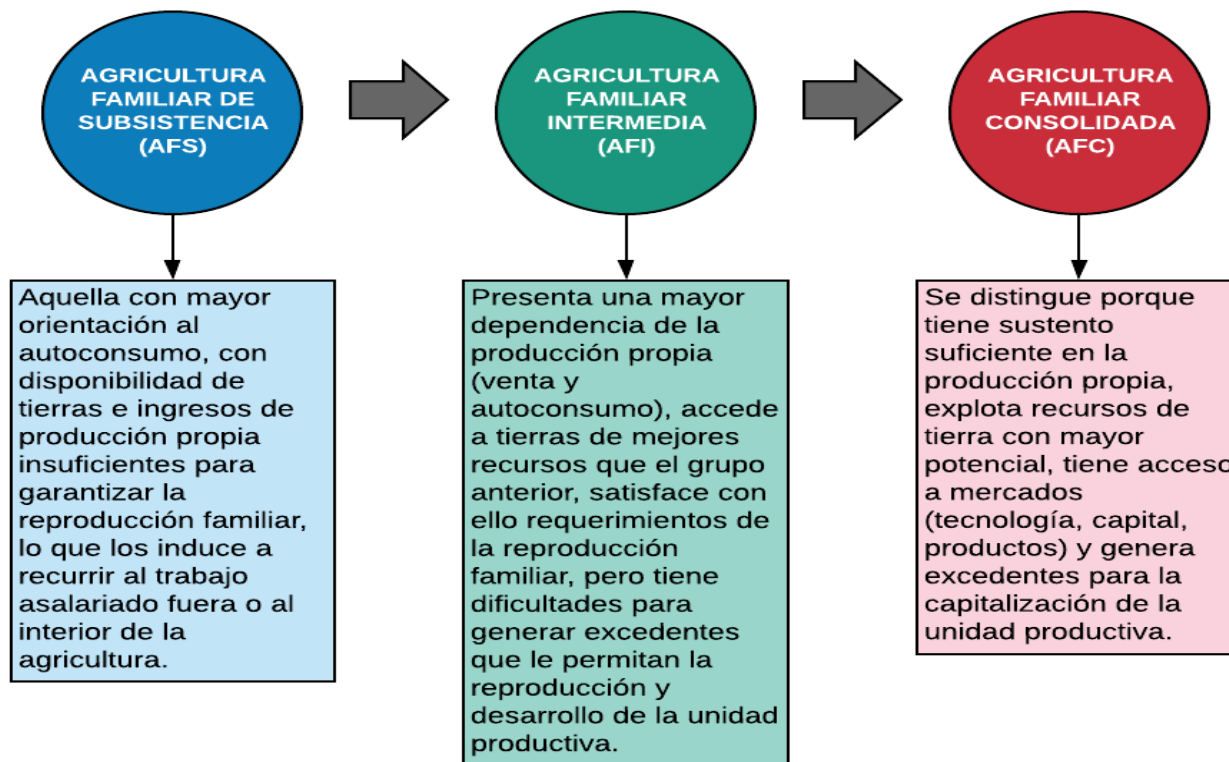 AGRICULTURA
FAMILIAR DE
SUBSISTENCIA
(AFS)
AGRICULTURA
FAMILIAR
INTERMEDIA
(AFI)
AGRICULTURA
FAMILIAR
CONSOLIDADA
(AFC)
Aquella con mayor
orientación al
autoconsumo, con
disponibilidad de
tierras e ingresos de
producción propia
insuficientes para
garantizar la
reproducción familiar,
lo que los induce a
recurrir al trabajo
asalariado fuera o al
interior de la
agricultura.
Presenta una mayor
dependencia de la
producción propia
(venta y
autoconsumo), accede
a tierras de mejores
recursos que el grupo
anterior, satisface con
ello requerimientos de
la reproducción
familiar, pero tiene
dificultades para
generar excedentes
que le permitan la
reproducción y
desarrollo de la unidad
productiva.
Se distingue porque
tiene sustento
suficiente en la
producción propia,
explota recursos de
tierra con mayor
potencial, tiene acceso
a mercados
(tecnología, capital,
productos) y genera
excedentes para la
capitalización de la
unidad productiva.